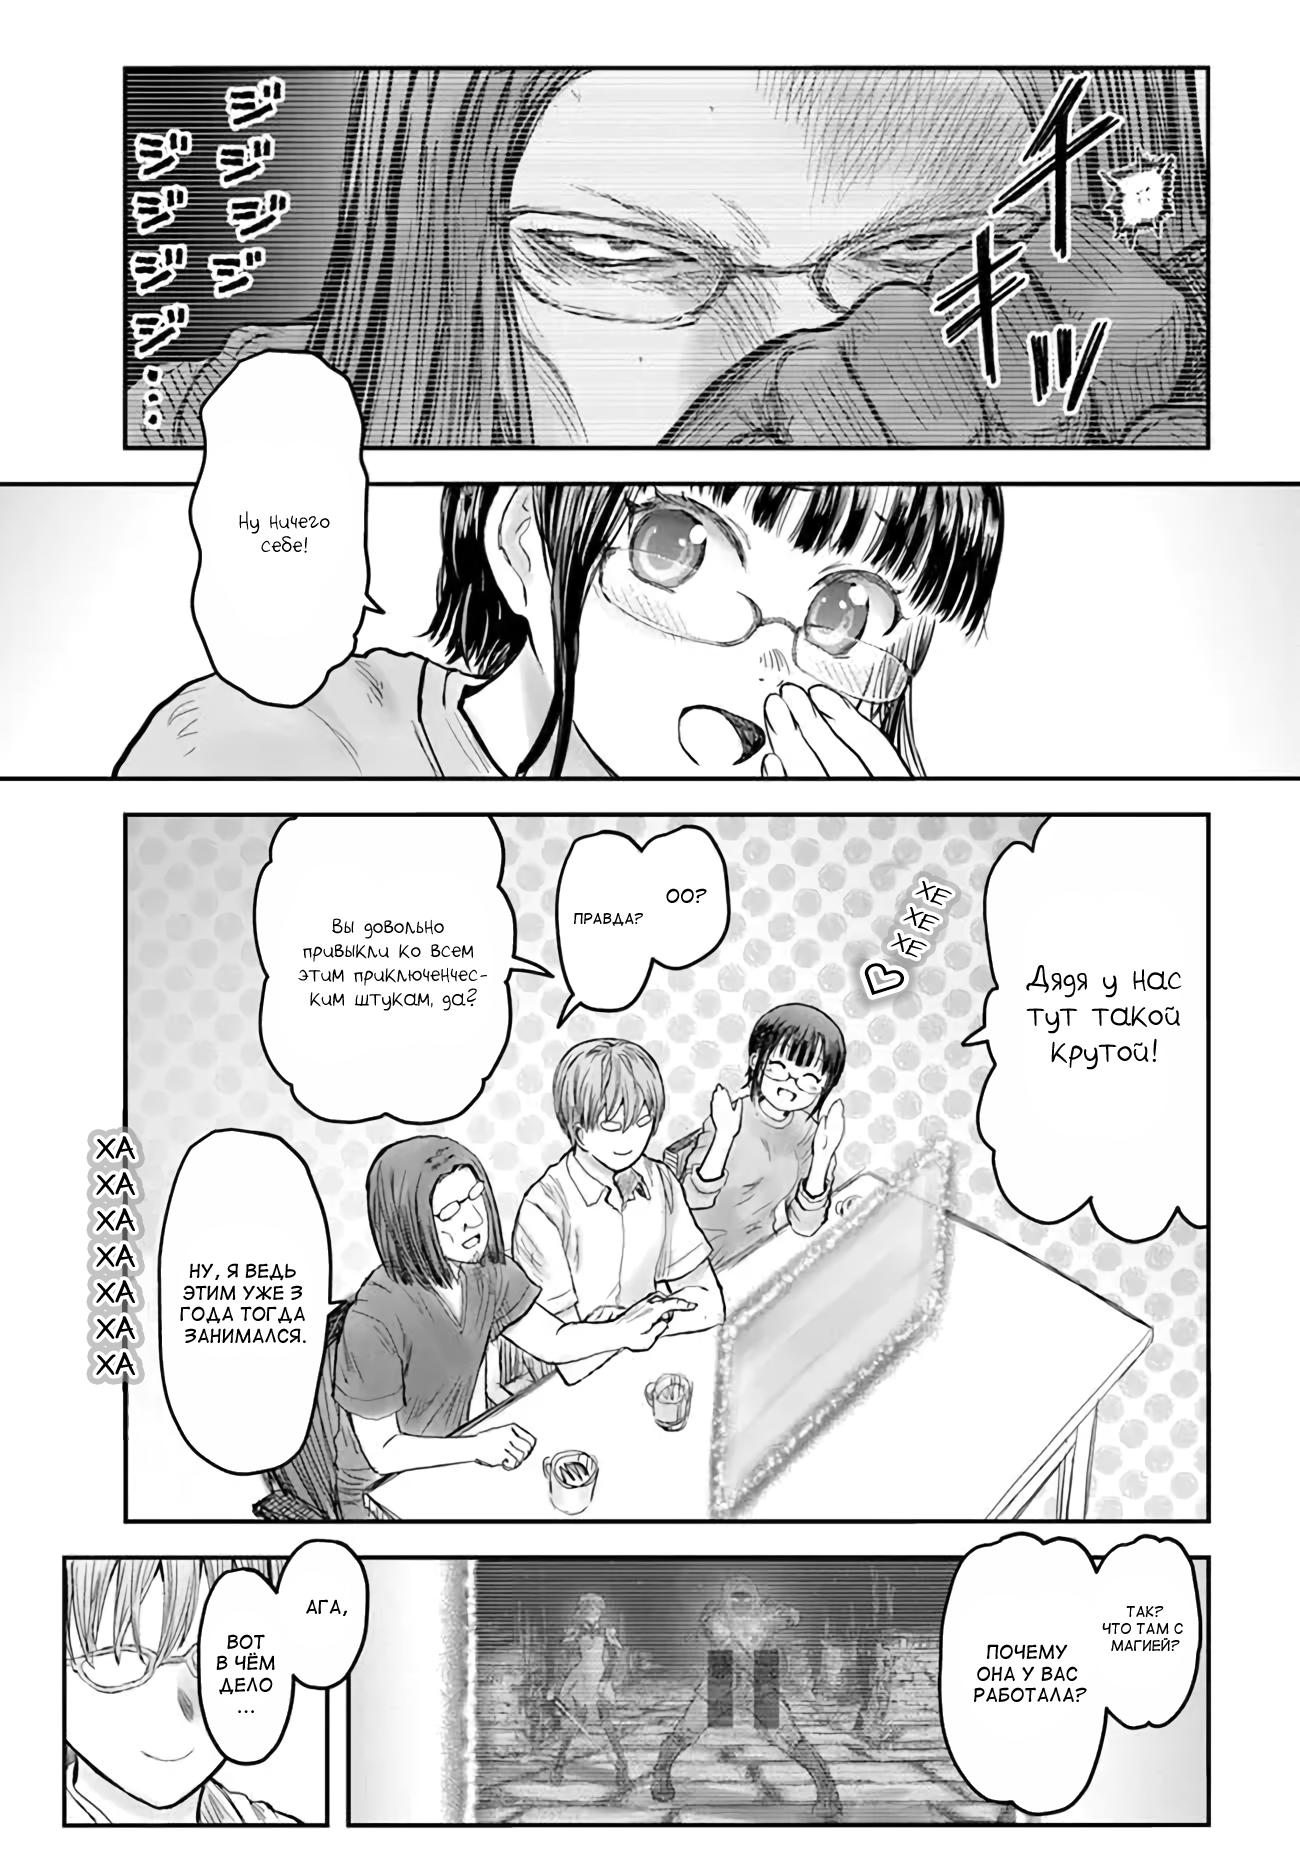 キ
イ
ッ
ジ
ジ
ジ
ジ
ジ
ジ
ジ
ジ
…
Ну ничего
себе!
Дядя у нас
тут такой
крутой!
ХЕ
ХЕ
ХЕ
♡
ОО?
ПРАВДА?
Вы довольно
привыкли ко всем
этим приключенчес-
ким штукам, да?
НУ, Я ВЕДЬ
ЭТИМ УЖЕ 3
ГОДА ТОГДА
ЗАНИМАЛСЯ.
ХА
ХА
ХА
ХА
ХА
ХА
ХА
ТАК?
ЧТО ТАМ С
МАГИЕЙ?
ПОЧЕМУ
ОНА У ВАС
РАБОТАЛА?
АГА,
ВОТ
В ЧЁМ
ДЕЛО
...